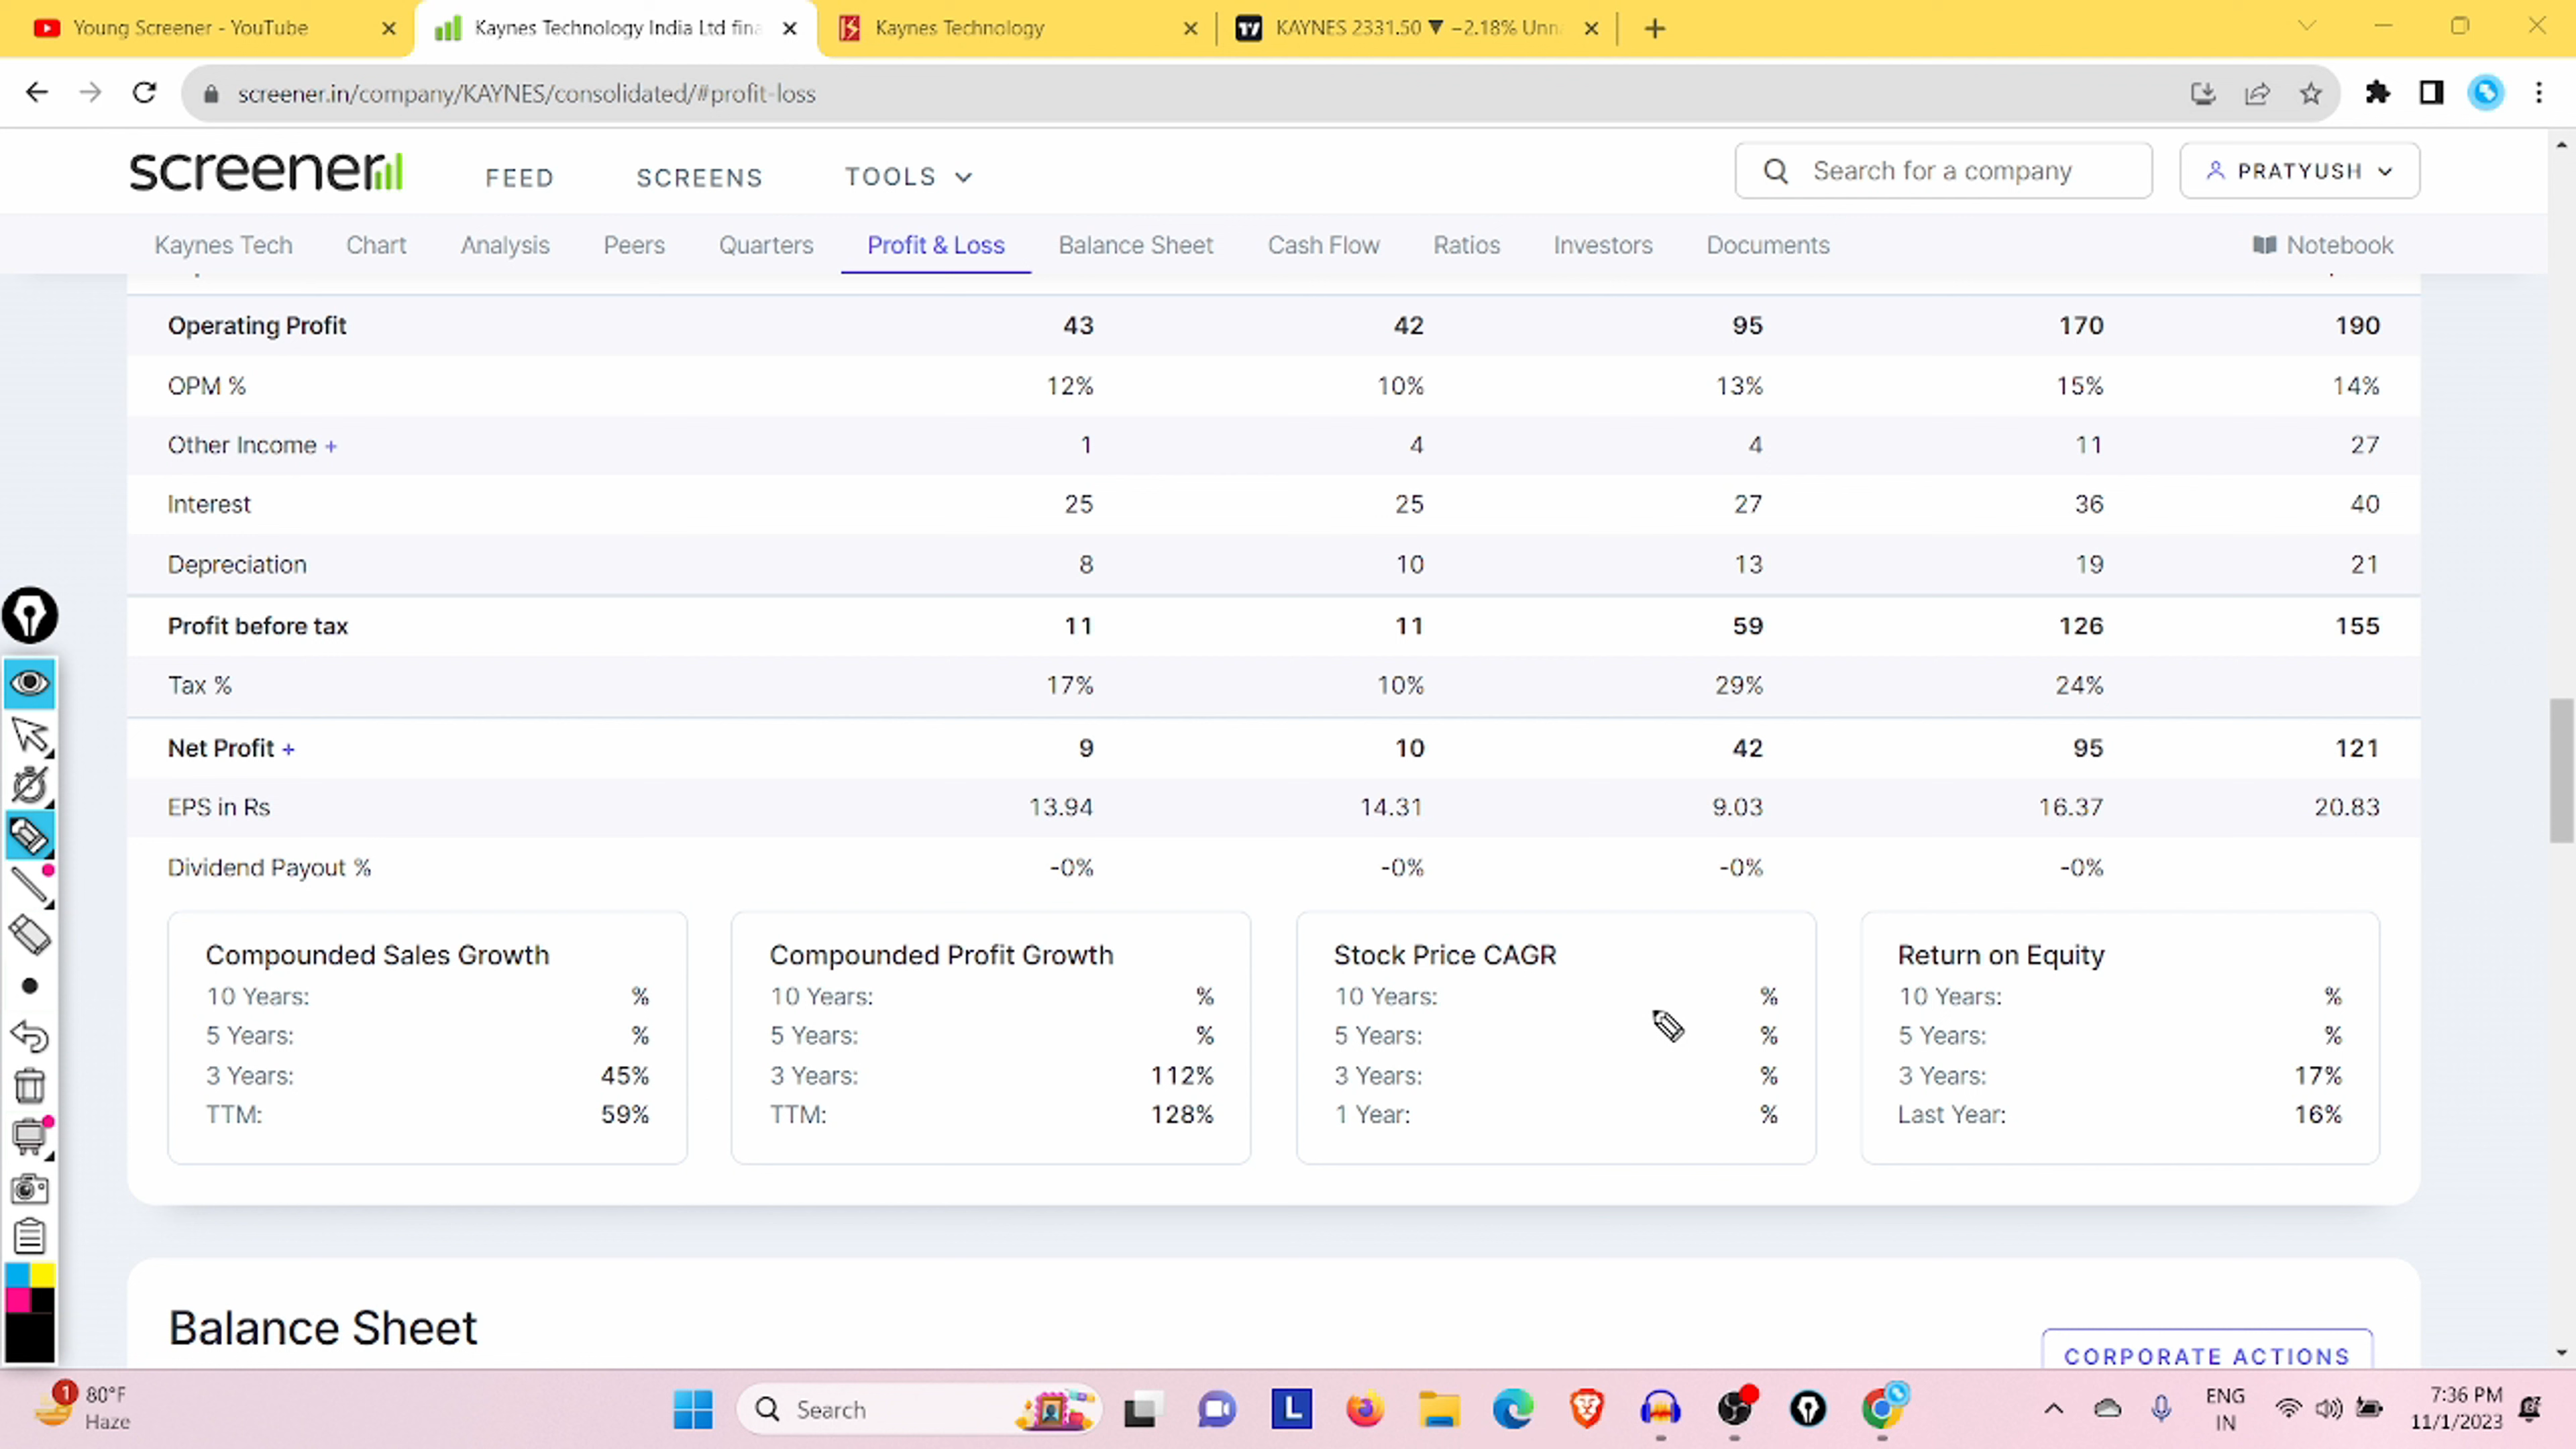 Young Screener - YouTube
Kaynes Technology India Ltd fina
Kaynes Technology
KAYNES 2331.50 ▼ −2.18% Unna
screener.in/company/KAYNES/consolidated/#profit-loss
screener FEED SCREENS TOOLS Search for a company PRATYUSH
Kaynes Tech Chart Analysis Peers Quarters Profit & Loss Balance Sheet Cash Flow Ratios Investors Documents Notebook
Operating Profit 43 42 95 170 190
OPM % 12% 10% 13% 15% 14%
Other Income + 1 4 4 11 27
Interest 25 25 27 36 40
Depreciation 8 10 13 19 21
Profit before tax 11 11 59 126 155
Tax % 17% 10% 29% 24%
Net Profit + 9 10 42 95 121
EPS in Rs 13.94 14.31 9.03 16.37 20.83
Dividend Payout % -0% -0% -0% -0%
Compounded Sales Growth
10 Years: %
5 Years: %
3 Years: 45%
TTM: 59%
Compounded Profit Growth
10 Years: %
5 Years: %
3 Years: 112%
TTM: 128%
Stock Price CAGR
10 Years: %
5 Years: %
3 Years: %
1 Year: %
Return on Equity
10 Years: %
5 Years: %
3 Years: 17%
Last Year: 16%
Balance Sheet
CORPORATE ACTIONS
1
80°F
Haze
Search
L
ENG
IN
7:36 PM
11/1/2023